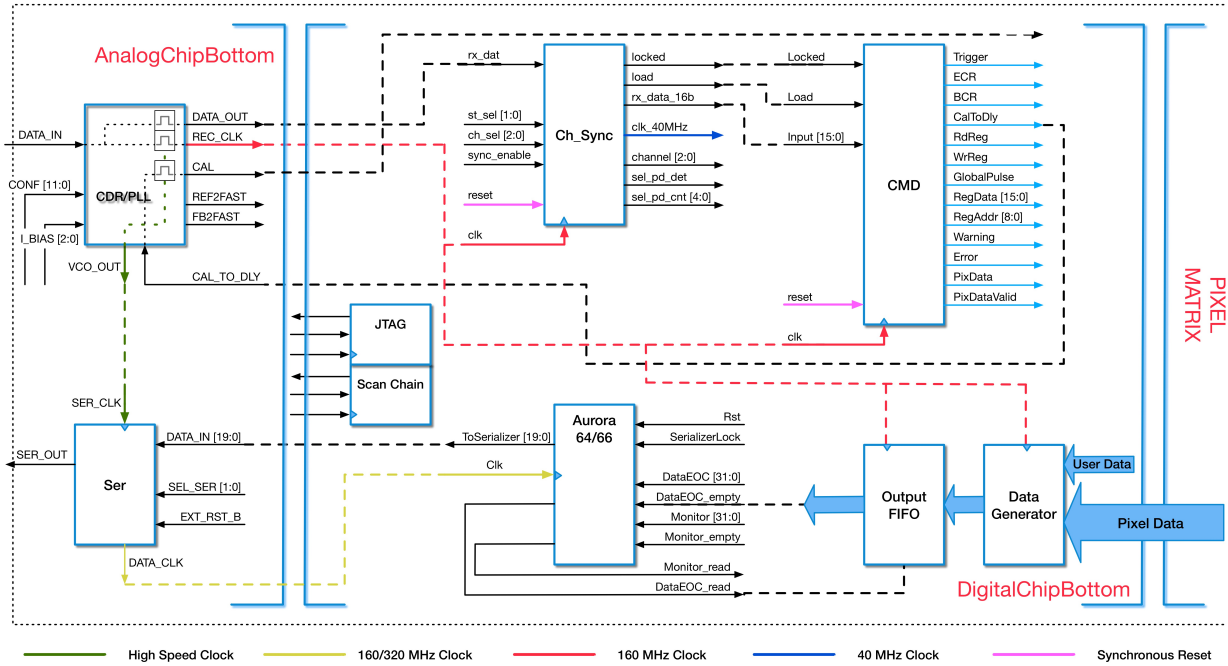 AnalogChipBottom
DATA_IN
CONF [11:0]
I_BIAS [2:0]
CDR/PLL
DATA_OUT
REC_CLK
CAL
REF2FAST
FB2FAST
VCO_OUT
CAL_TO_DLY
rx_dat
st_sel [1:0]
ch_sel [2:0]
sync_enable
reset
clk
Ch_Sync
locked
load
rx_data_16b
clk_40MHz
channel [2:0]
sel_pd_det
sel_pd_cnt [4:0]
Locked
Load
Input [15:0]
reset
clk
CMD
Trigger
ECR
BCR
CalToDly
RdReg
WrReg
GlobalPulse
RegData [15:0]
RegAddr [8:0]
Warning
Error
PixData
PixDataValid
PIXEL
MATRIX
JTAG
Scan Chain
SER_CLK
SER_OUT
Ser
DATA_IN [19:0]
SEL_SER [1:0]
EXT_RST_B
DATA_CLK
ToSerializer [19:0]
Clk
Aurora
64/66
Rst
SerializerLock
DataEOC [31:0]
DataEOC_empty
Monitor [31:0]
Monitor_empty
Monitor_read
DataEOC_read
Output
FIFO
Data
Generator
User Data
Pixel Data
DigitalChipBottom
High Speed Clock
160/320 MHz Clock
160 MHz Clock
40 MHz Clock
Synchronous Reset